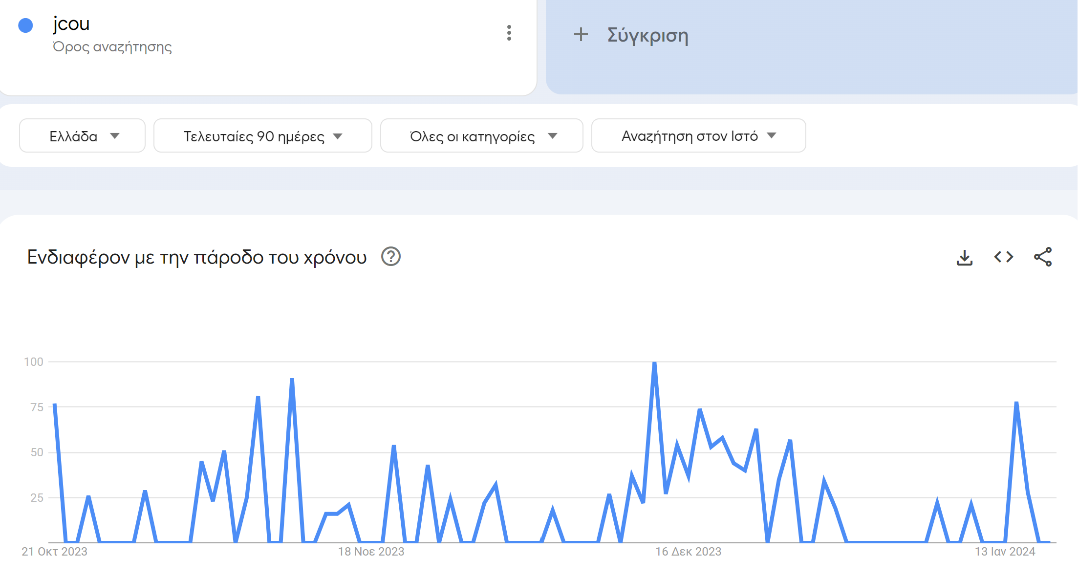 jcou
Όρος αναζήτησης
+ Σύγκριση
Ελλάδα
Τελευταίες 90 ημέρες
Όλες οι κατηγορίες
Αναζήτηση στον Ιστό
Ενδιαφέρον με την πάροδο του χρόνου
100
75
50
25
21 Οκτ 2023
18 Νοε 2023
16 Δεκ 2023
13 Ιαν 2024